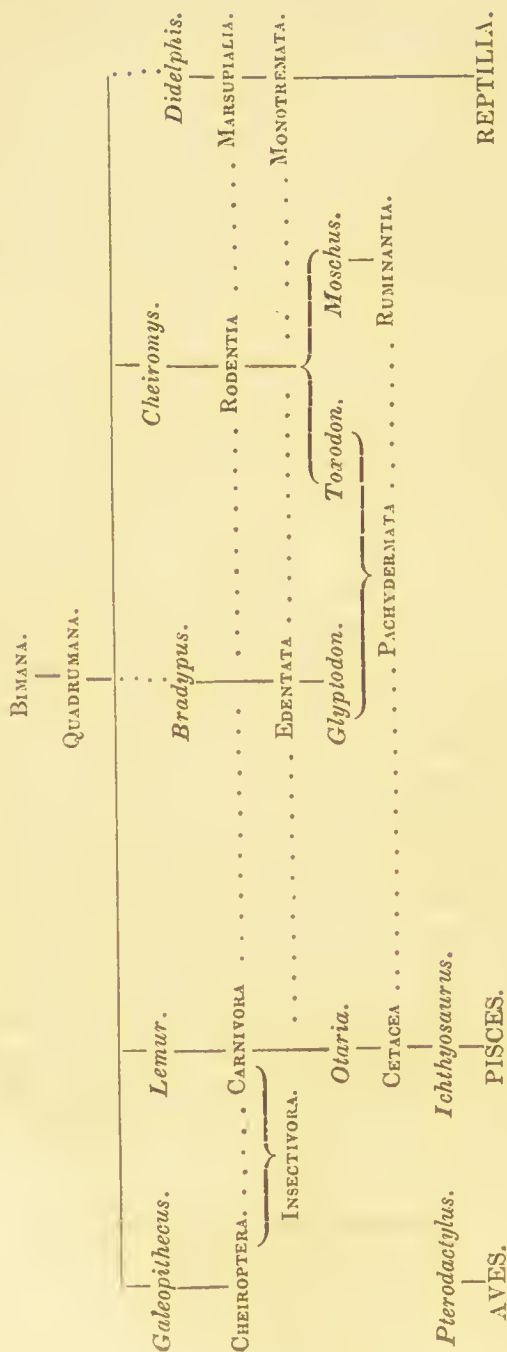 BIMANA.
QUADRUMANA.
Galeopithecus. Lemur. Bradypus. Cheiromys. Didelphis.
CHEIROPTERA. . . . . . CARNIVORA . . . . . . . . . . . . . . . . . . . . RODENTIA . . . . . . . MARSUPIALIA.
INSECTIVORA. . . . . . . . . . . . . EDENTATA . . . . . . . . . . . . . . . . . MONOTREMATA.
Otaria. Glyptodon. Toxodon. Moschus.
CETACEA . . . . . . . . . . . . . . . . . PACHYDERMATA . . . . . . . . . RUMINANTIA.
Pterodactylus. Ichthyosaurus.
AVES. PISCES. REPTILIA.